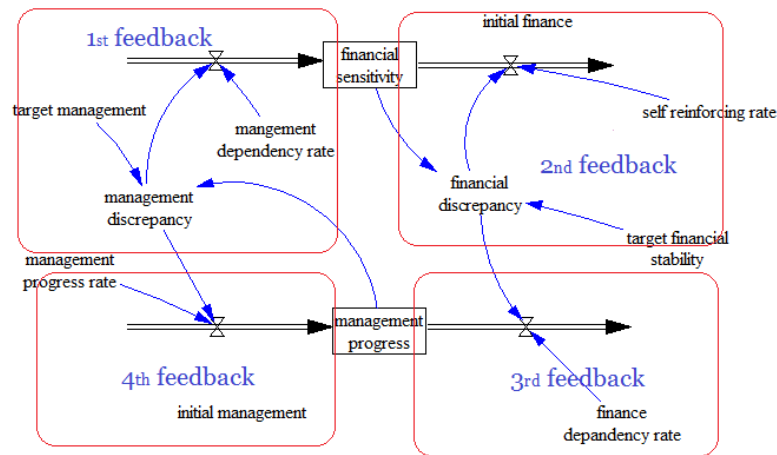 initial finance
1st feedback
financial
sensitivity
target management
mangement
dependency rate
self reinforcing rate
2nd feedback
management
discrepancy
financial
discrepancy
target financial
stability
management
progress rate
management
progress
4th feedback
3rd feedback
initial management
finance
depandency rate